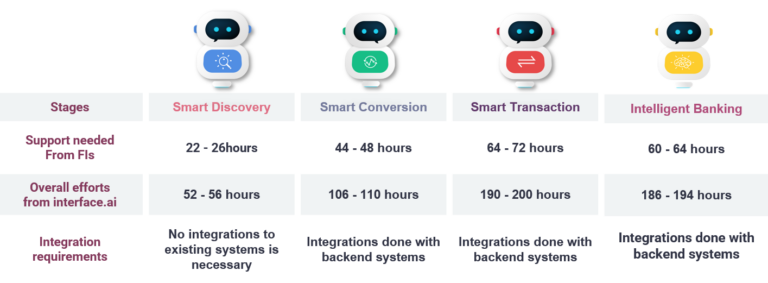 Stages
Smart Discovery
Smart Conversion
Smart Transaction
Intelligent Banking
Support needed
From FIs
22 - 26hours
44 - 48 hours
64 - 72 hours
60 - 64 hours
Overall efforts
from interface.ai
52 - 56 hours
106 - 110 hours
190 - 200 hours
186 - 194 hours
Integration
requirements
No integrations to
existing systems is
necessary
Integrations done with
backend systems
Integrations done with
backend systems
Integrations done with
backend systems